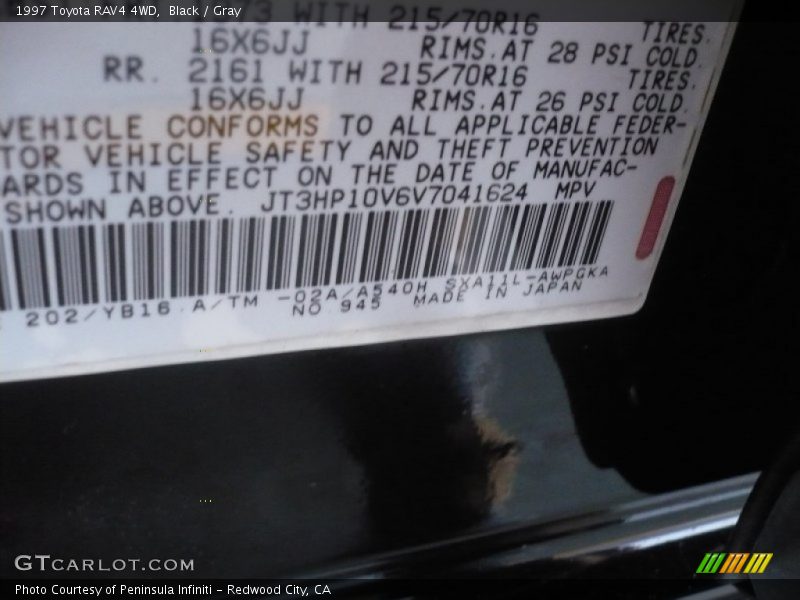 1997 Toyota RAV4 4WD, Black / Gray
WITH 215/70R16 TIRES.
16X6JJ RIMS.AT 28 PSI COLD.
RR. 2161 WITH 215/70R16 TIRES.
16X6JJ RIMS.AT 26 PSI COLD.
VEHICLE CONFORMS TO ALL APPLICABLE FEDER-
TOR VEHICLE SAFETY AND THEFT PREVENTION
ARDS IN EFFECT ON THE DATE OF MANUFAC-
SHOWN ABOVE. JT3HP10V6V7041624 MPV
202/YB16 A/TM -02A/A540H SXA11L-AWPGKA
NO.945 MADE IN JAPAN
GTCARLOT.COM
Photo Courtesy of Peninsula Infiniti - Redwood City, CA